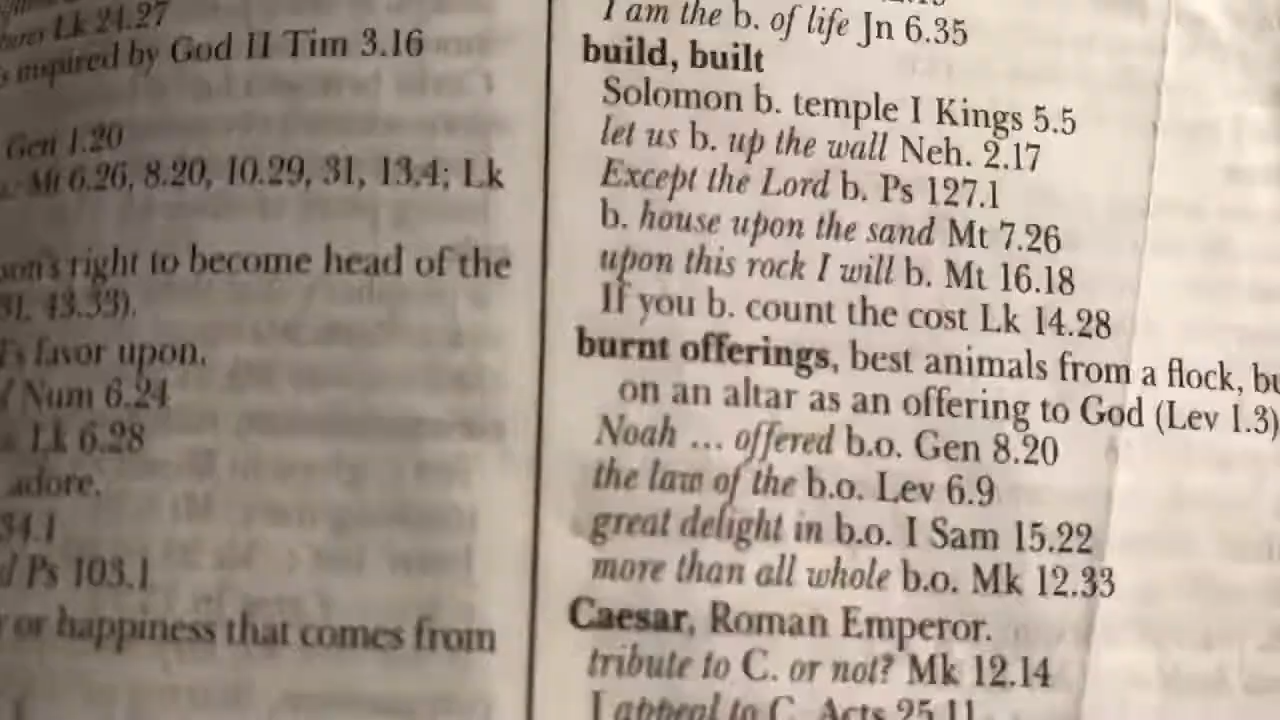 Lk 24.27
inspired by God II Tim 3.16
Gen 1.20
Mt 6.26, 8.20, 10.29, 31, 13.4; Lk
son's right to become head of the
43.33).
favor upon.
Num 6.24
Lk 6.28
adore.
34.1
Ps 103.1
or happiness that comes from
I am the b. of life Jn 6.35
build, built
Solomon b. temple I Kings 5.5
let us b. up the wall Neh. 2.17
Except the Lord b. Ps 127.1
b. house upon the sand Mt 7.26
upon this rock I will b. Mt 16.18
If you b. count the cost Lk 14.28
burnt offerings, best animals from a flock, bu
on an altar as an offering to God (Lev 1.3)
Noah ... offered b.o. Gen 8.20
the law of the b.o. Lev 6.9
great delight in b.o. I Sam 15.22
more than all whole b.o. Mk 12.33
Caesar, Roman Emperor.
tribute to C. or not? Mk 12.14
I appeal to C. Acts 25.11